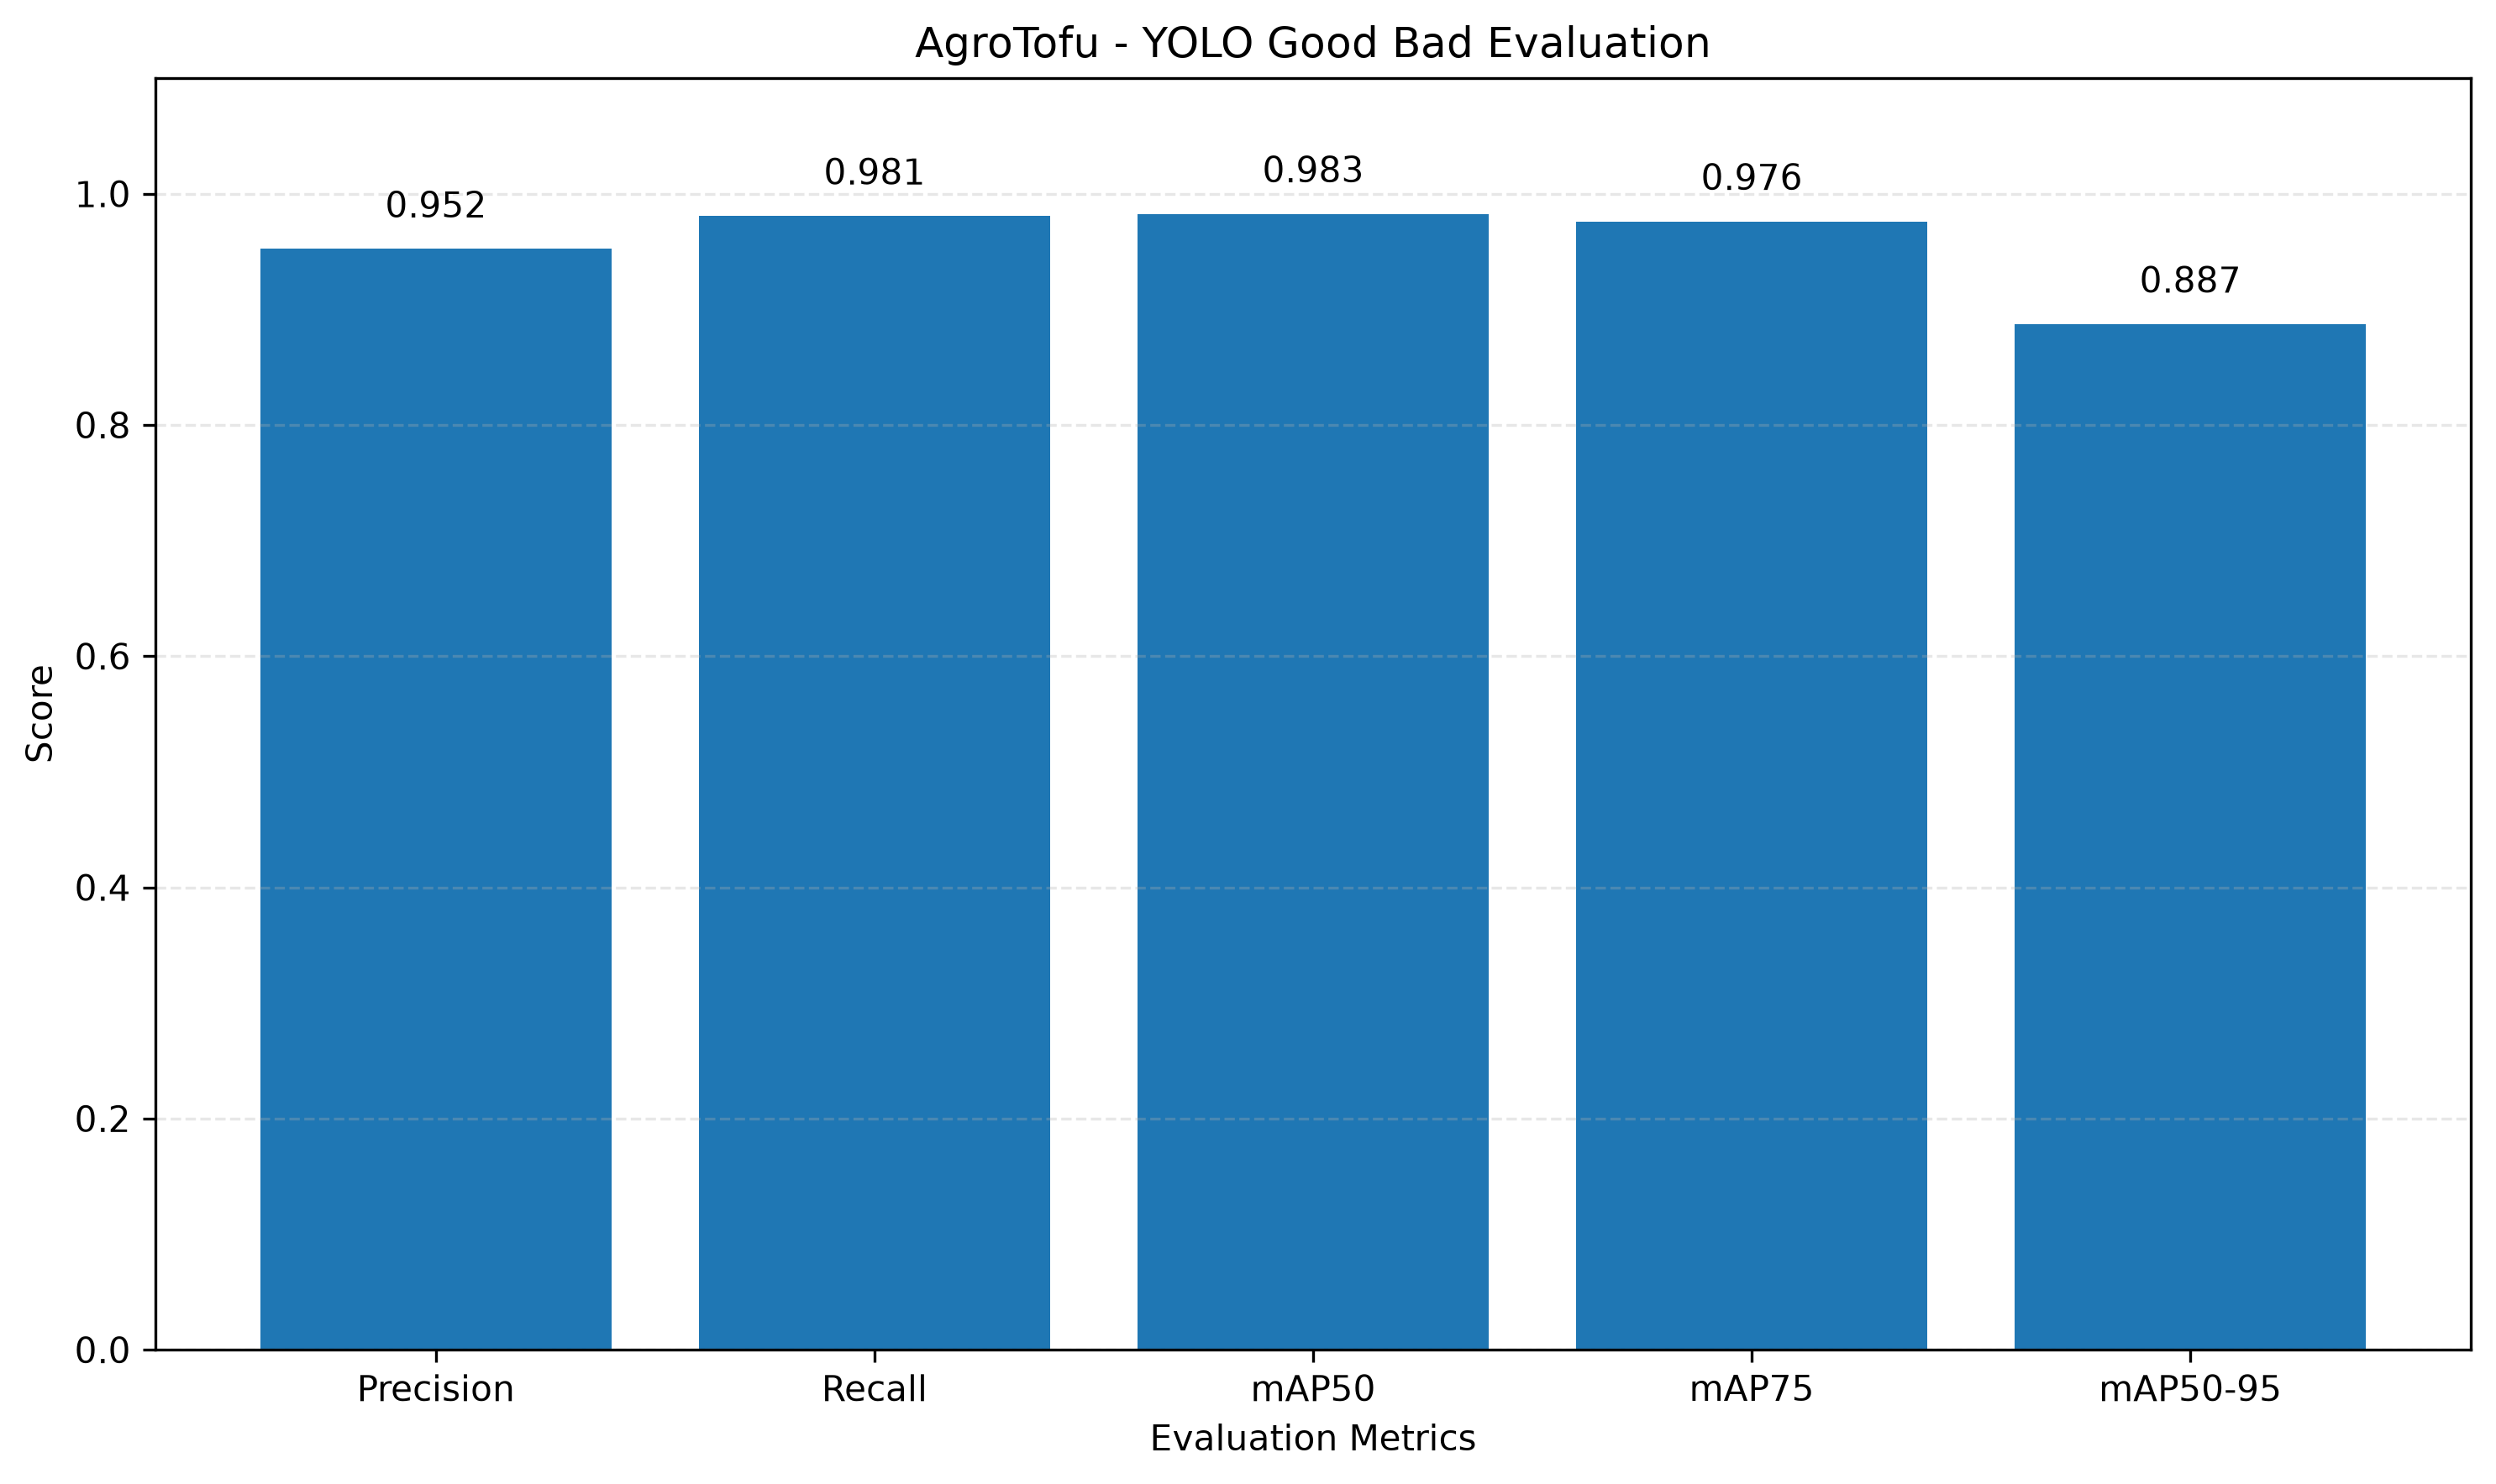 AgroTofu - YOLO Good Bad Evaluation
0.952
0.981
0.983
0.976
0.887
1.0
0.8
0.6
0.4
0.2
0.0
Score
Precision
Recall
mAP50
mAP75
mAP50-95
Evaluation Metrics